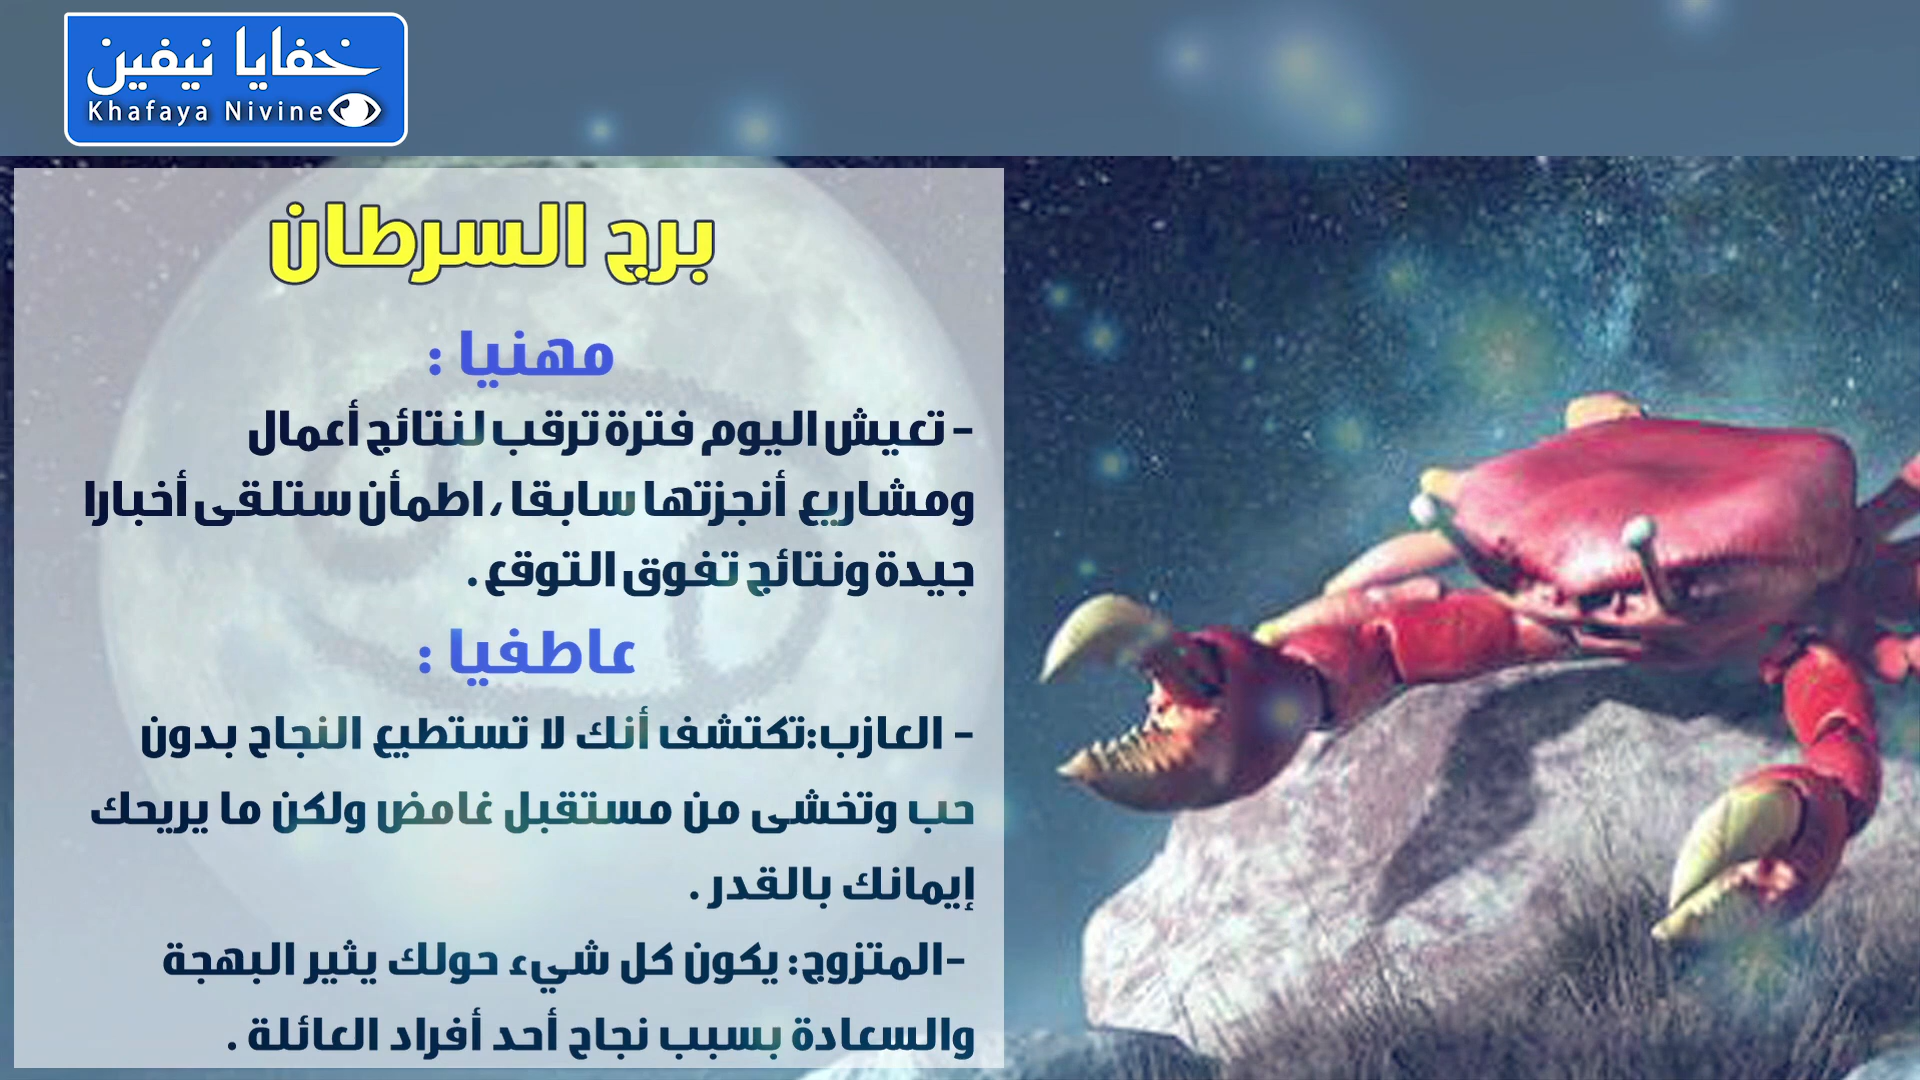 خفايا نيفين
Khafaya Nivine
برج السرطان
مهنيا :
- تعيش اليوم فترة ترقب لنتائج أعمال
ومشاريع أنجزتها سابقا ، اطمأن ستلقى أخبارا
جيدة ونتائج تفوق التوقع .
عاطفيا :
- العازب:تكتشف أنك لا تستطيع النجاح بدون
حب وتخشى من مستقبل غامض ولكن ما يريحك
إيمانك بالقدر .
-المتزوج: يكون كل شيء حولك يثير البهجة
والسعادة بسبب نجاح أحد أفراد العائلة .